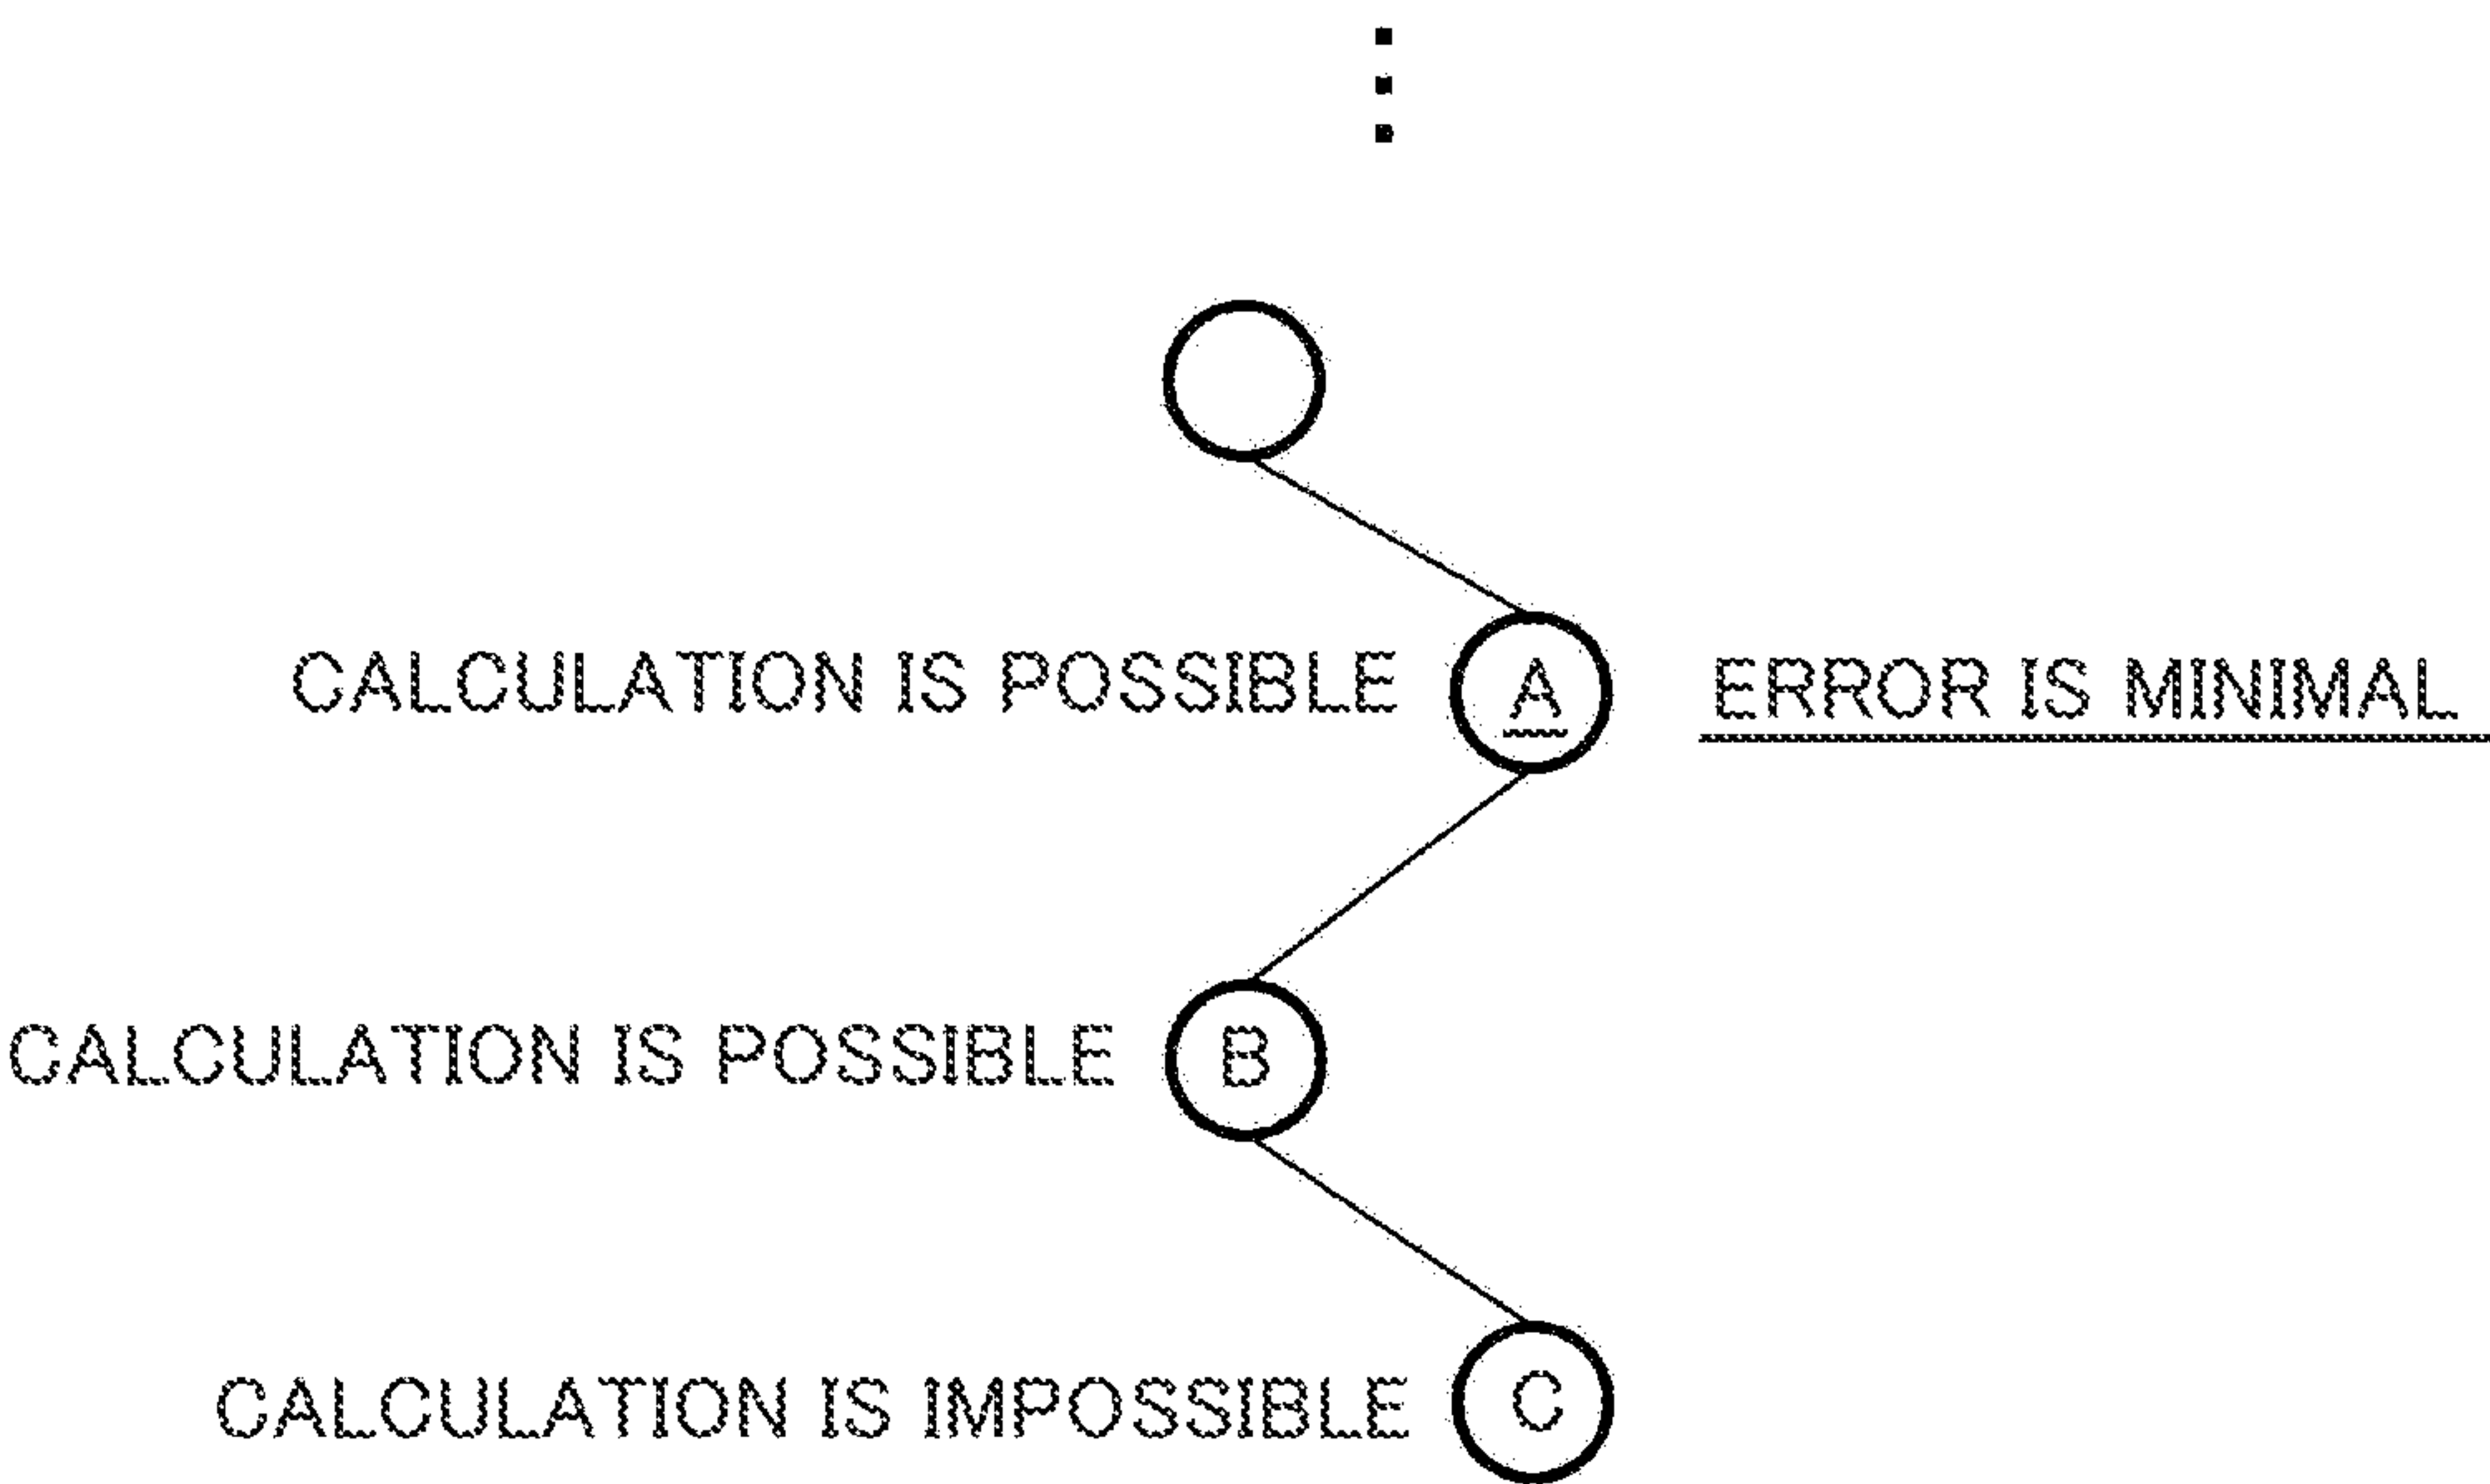 CALCULATION IS POSSIBLE A ERROR IS MINIMAL
CALCULATION IS POSSIBLE B
CALCULATION IS IMPOSSIBLE C